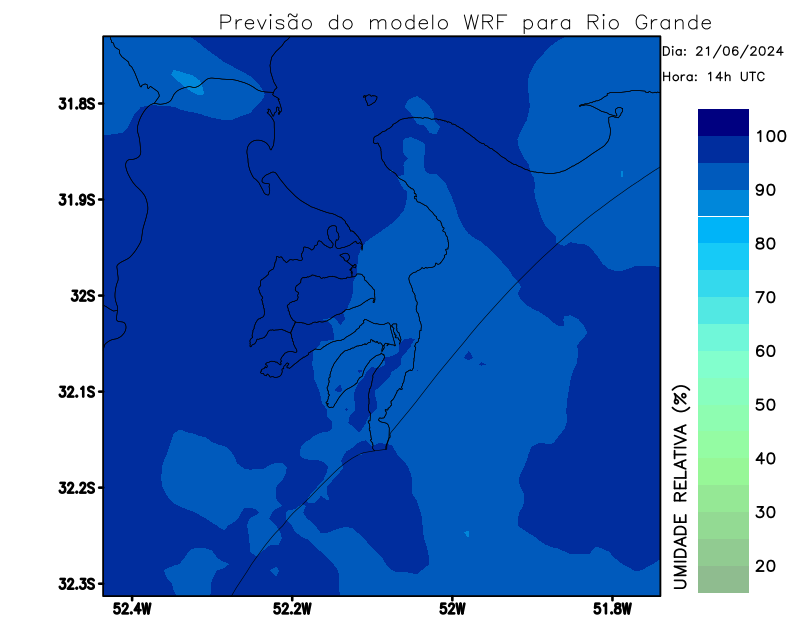 Previsão do modelo WRF para Rio Grande
Dia: 21/06/2024
Hora: 14h UTC
31.8S
31.9S
32S
32.1S
32.2S
32.3S
52.4W
52.2W
52W
51.8W
100
90
80
70
60
50
40
30
20
UMIDADE RELATIVA (%)